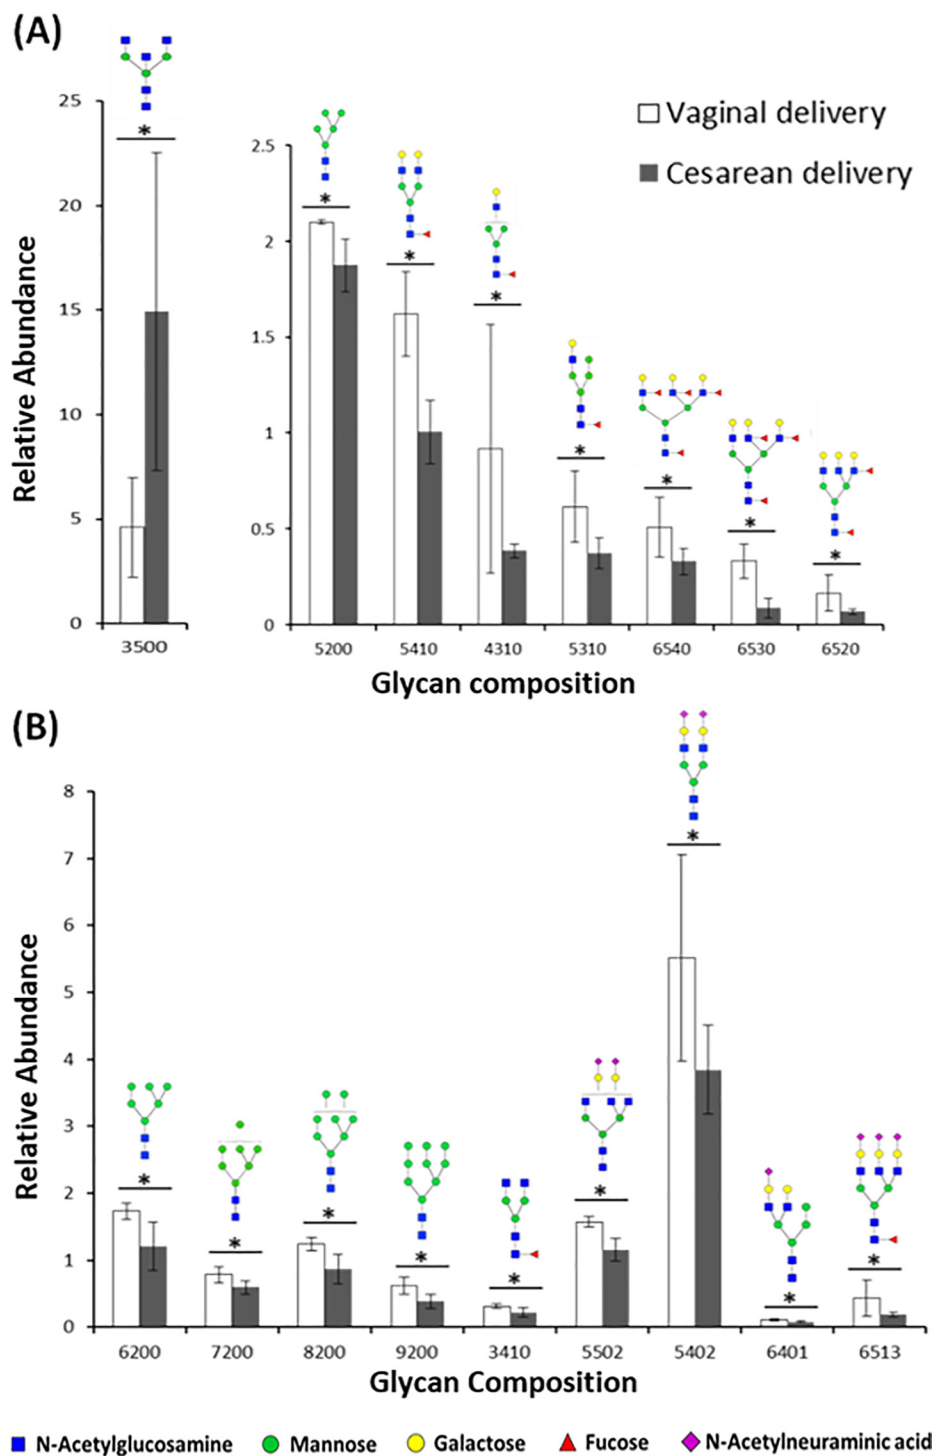 (A)
25
20
15
10
5
0
Relative Abundance
*
3500
2.5
2
1.5
1
0.5
0
Vaginal delivery
Cesarean delivery
* * * * * * *
5200 5410 4310 5310 6540 6530 6520
Glycan composition
(B)
8
7
6
5
4
3
2
1
0
Relative Abundance
* * * * * * * * *
6200 7200 8200 9200 3410 5502 5402 6401 6513
Glycan Composition
N-Acetylglucosamine Mannose Galactose Fucose N-Acetylneuraminic acid